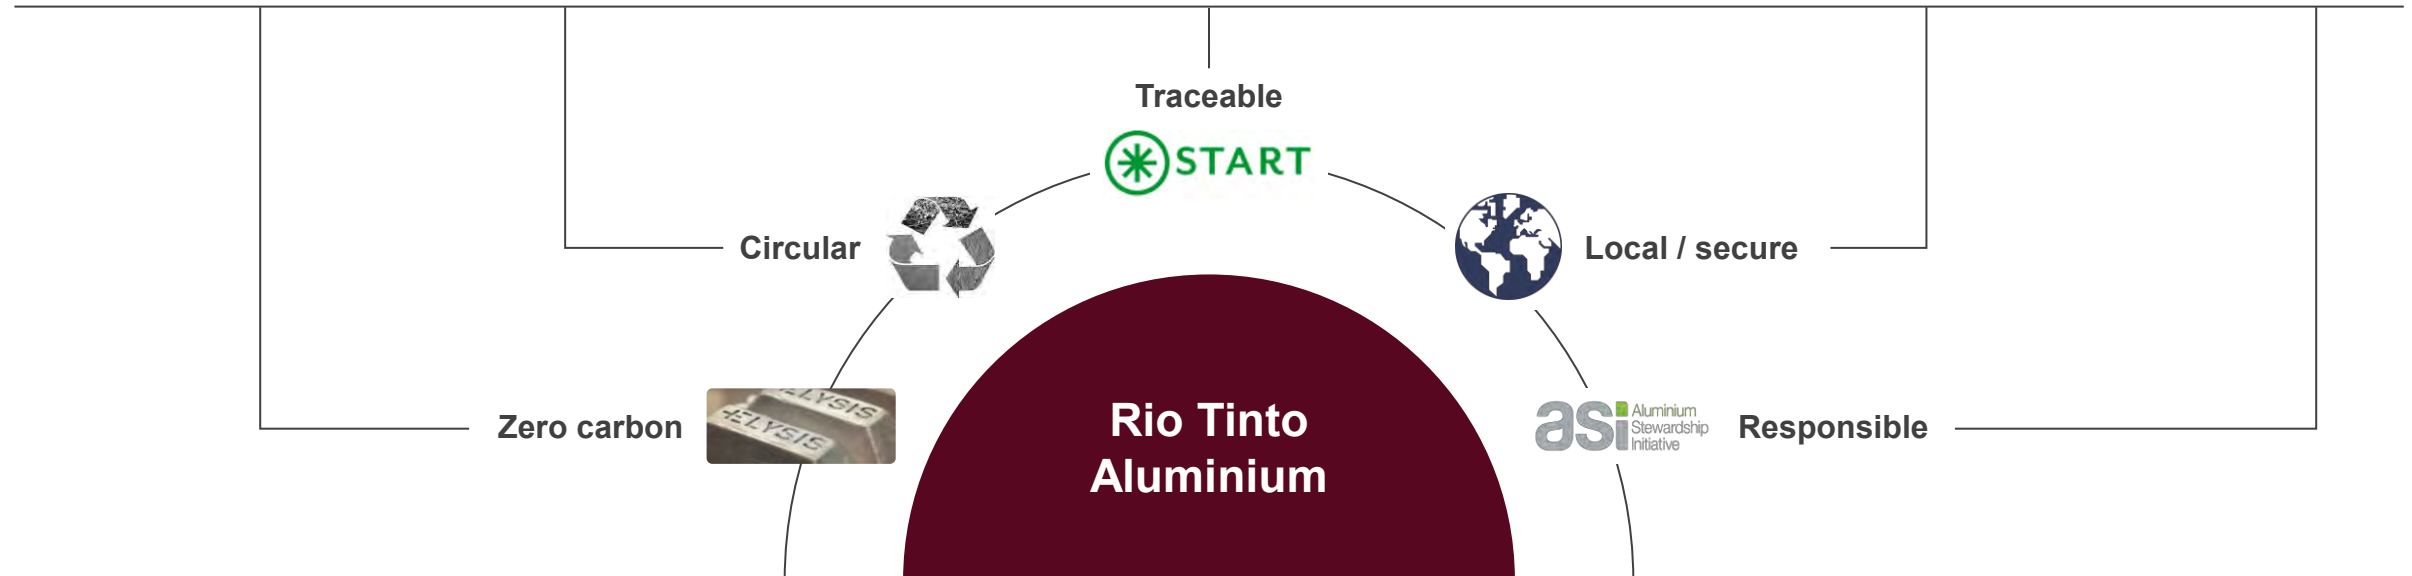 Traceable
START
Circular
Local / secure
Zero carbon
ELYSIS
ELYSIS
Rio Tinto
Aluminium
asi
Aluminium
Stewardship
Initiative
Responsible